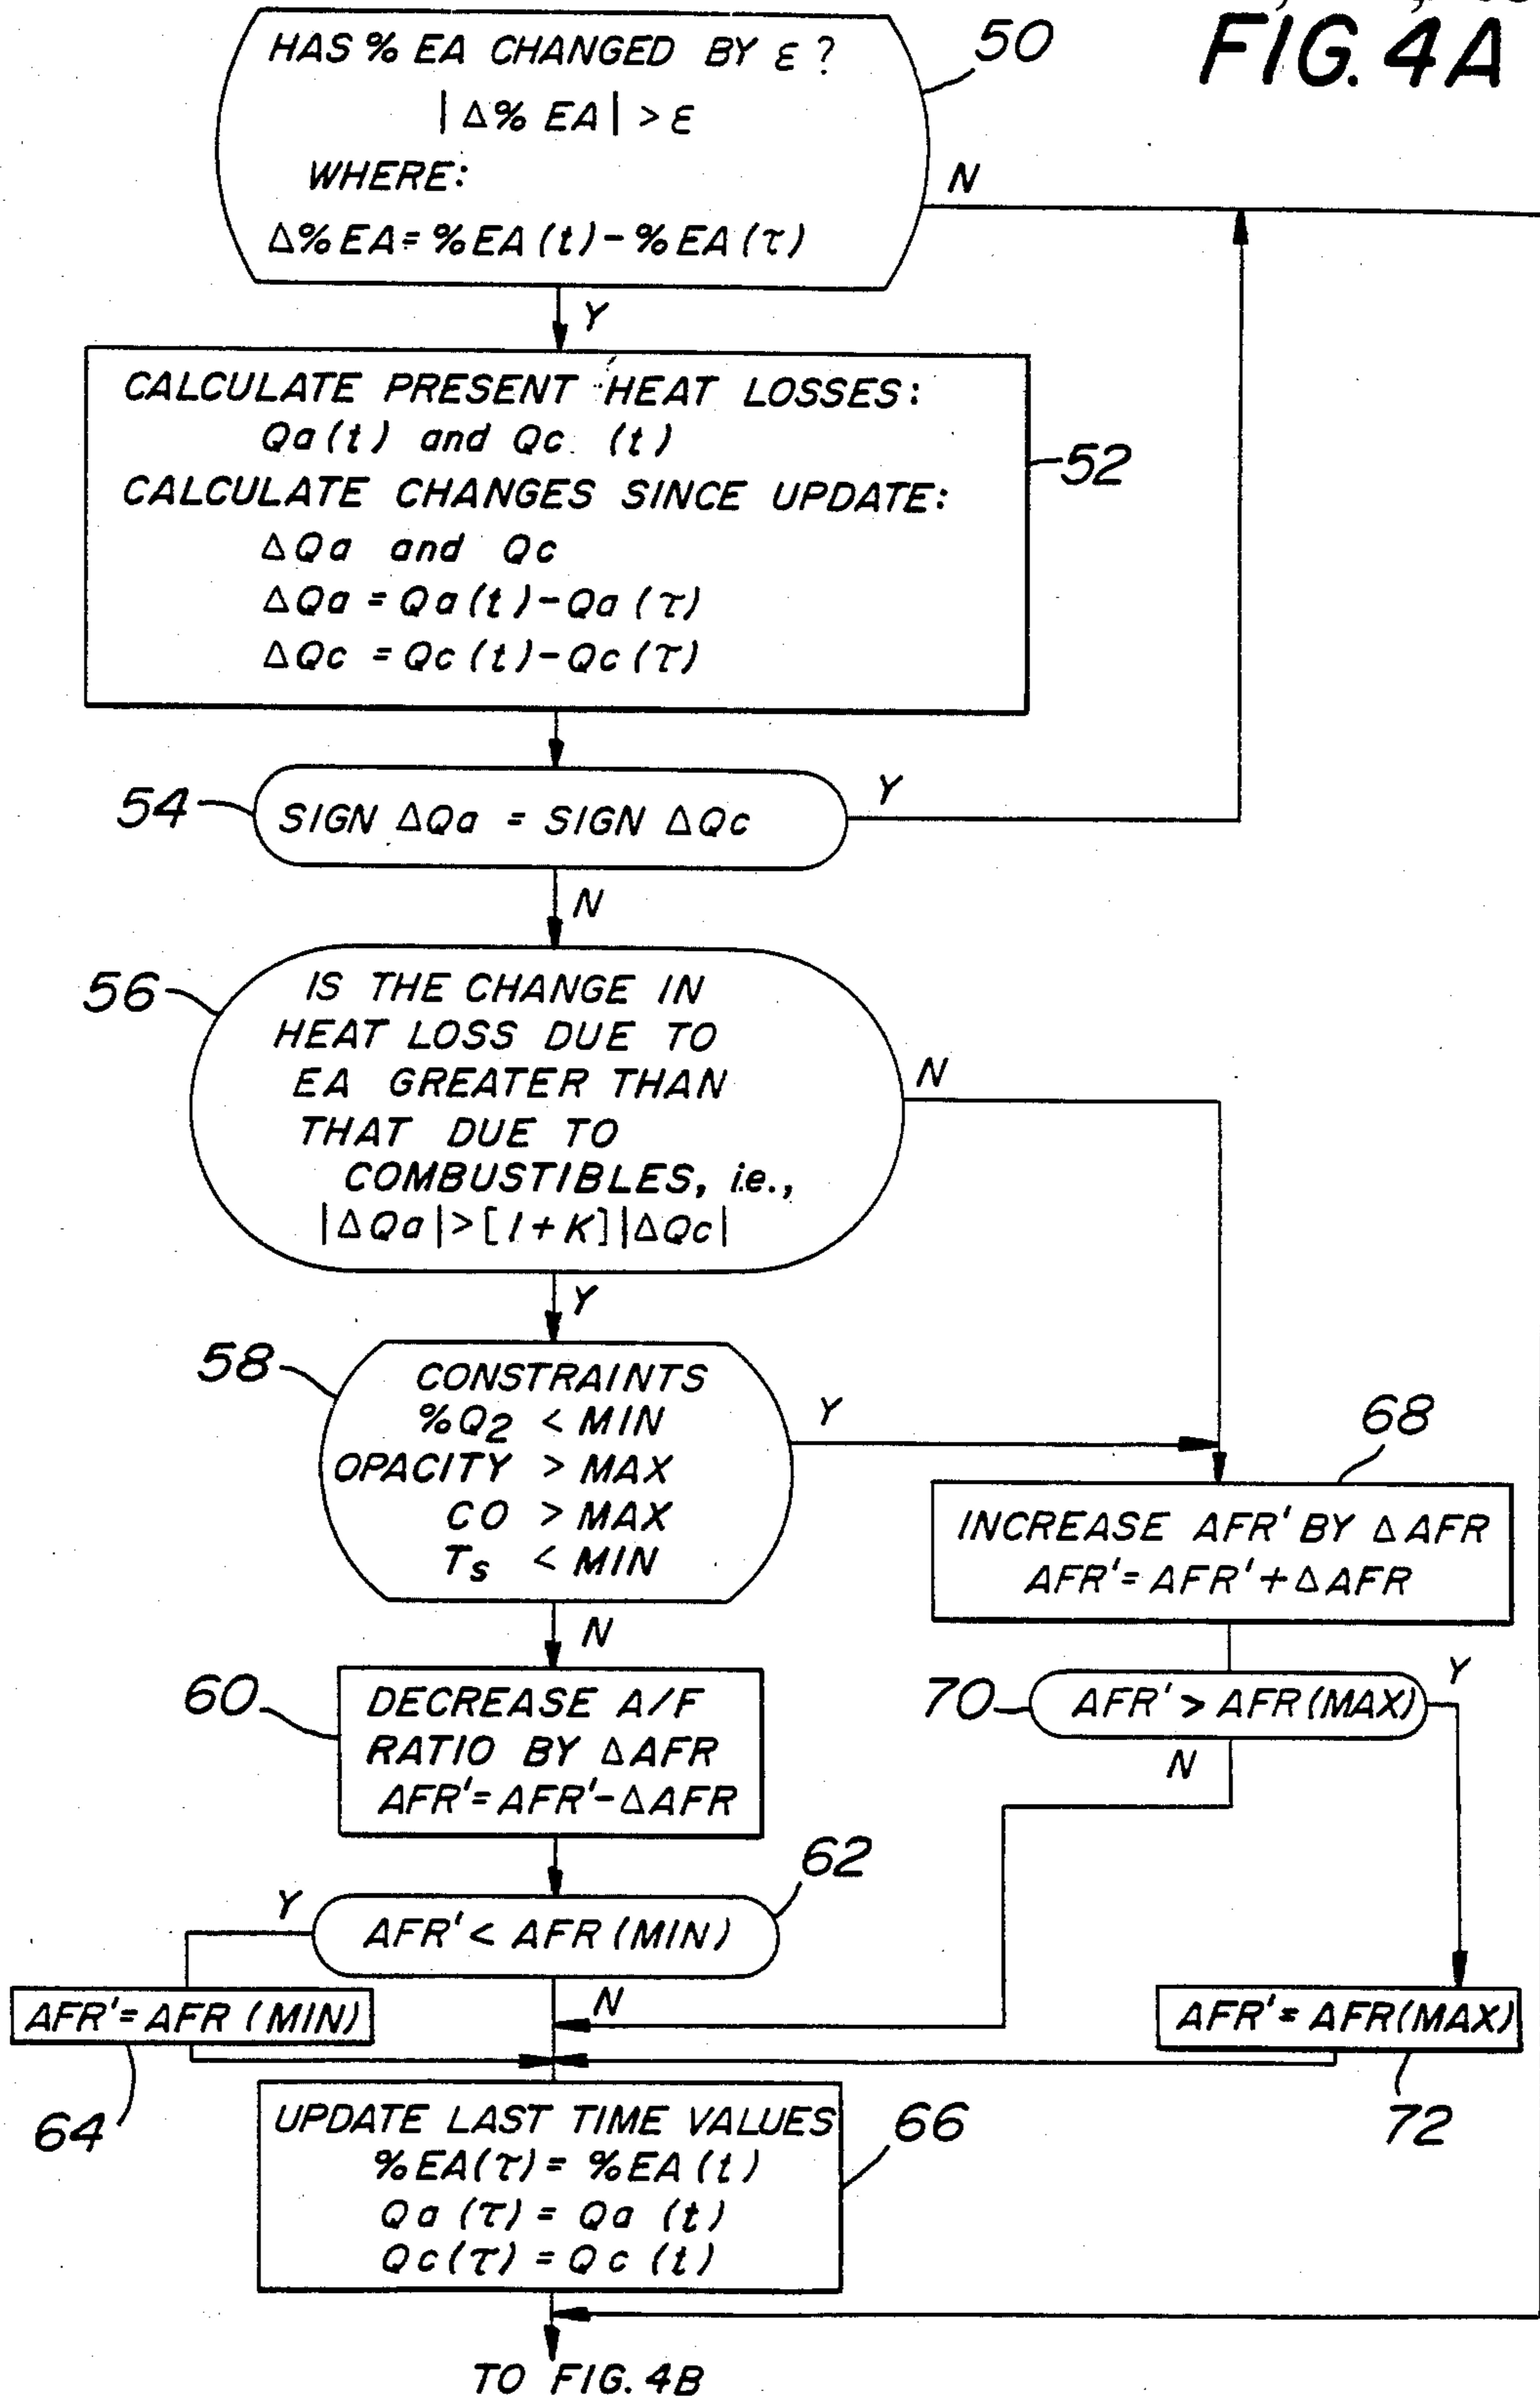 FIG. 4A
HAS % EA CHANGED BY ε ?
|Δ% EA| > ε
WHERE:
Δ% EA = % EA (t) - % EA (τ)
50
N
Y
CALCULATE PRESENT HEAT LOSSES:
Qa (t) and Qc (t)
CALCULATE CHANGES SINCE UPDATE:
ΔQa and Qc
ΔQa = Qa (t) - Qa (τ)
ΔQc = Qc (t) - Qc (τ)
52
54
SIGN ΔQa = SIGN ΔQc
Y
N
56
IS THE CHANGE IN
HEAT LOSS DUE TO
EA GREATER THAN
THAT DUE TO
COMBUSTIBLES, i.e.,
|ΔQa| > [1 + K] |ΔQc|
N
Y
58
CONSTRAINTS
%Q2 < MIN
OPACITY > MAX
CO > MAX
Ts < MIN
Y
N
68
INCREASE AFR' BY ΔAFR
AFR' = AFR' + ΔAFR
60
DECREASE A/F
RATIO BY ΔAFR
AFR' = AFR' - ΔAFR
70
AFR' > AFR (MAX)
Y
N
62
AFR' < AFR (MIN)
Y
N
AFR' = AFR (MIN)
64
AFR' = AFR (MAX)
72
UPDATE LAST TIME VALUES
% EA (τ) = % EA (t)
Qa (τ) = Qa (t)
Qc (τ) = Qc (t)
66
TO FIG. 4B